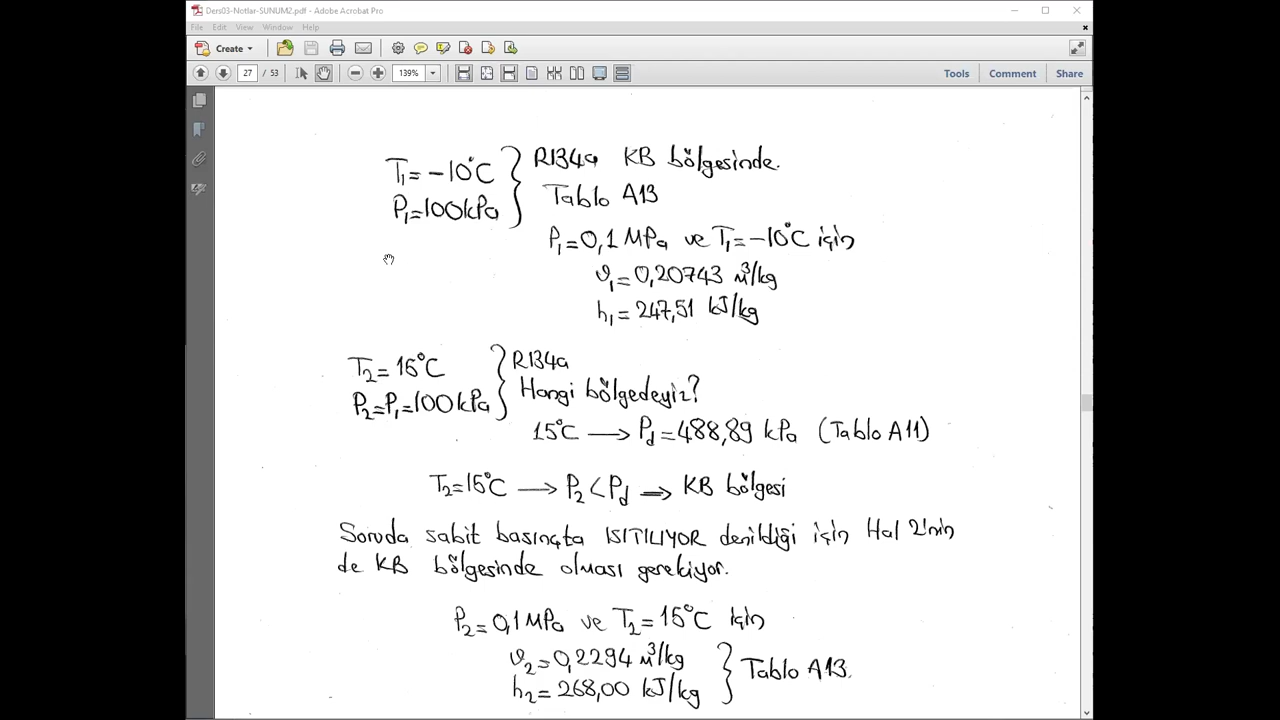 Ders03-Notlar-SUNUM2.pdf - Adobe Acrobat Pro
File Edit View Window Help
Create
27 / 53 139% Tools Comment Share
T₁=-10°C } R134a KB bölgesinde.
P₁=100kPa Tablo A13
P₁=0,1 MPa ve T₁=-10°C için
υ₁=0,20743 m³/kg
h₁=247,51 kJ/kg
T₂=15°C } R134a
P₂=P₁=100kPa Hangi bölgedeyiz?
15°C → Pd=488,89 kPa (Tablo A11)
T₂=15°C → P₂<Pd → KB bölgesi
Soruda sabit basınçta ISITILIYOR denildiği için Hal 2'nin
de KB bölgesinde olması gerekiyor.
P₂=0,1 MPa ve T₂=15°C için
υ₂=0,2294 m³/kg } Tablo A13.
h₂=268,00 kJ/kg